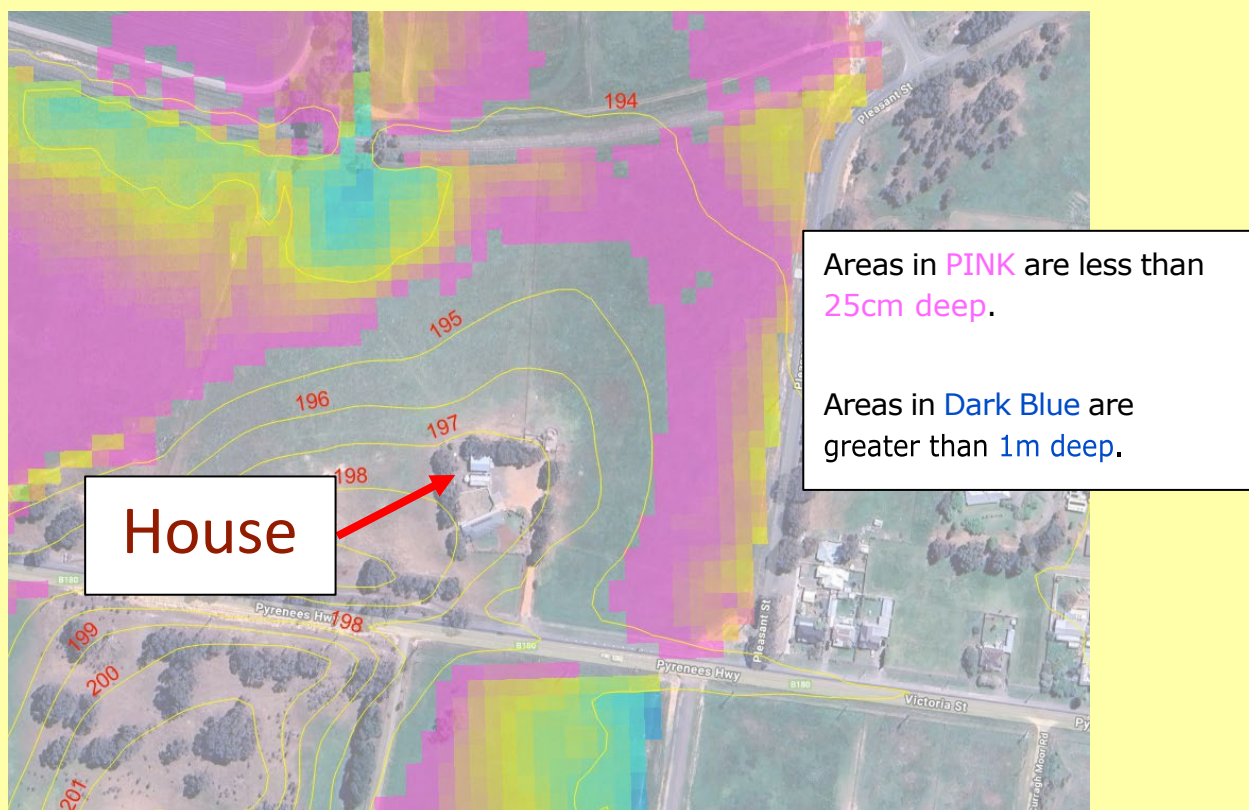 194
Pleasant St
Areas in PINK are less than
25cm deep.
Areas in Dark Blue are
greater than 1m deep.
195
196
197
198
House
B180
Pyrenees Hwy
198
199
200
201
B180
Pyrenees Hwy
B180
Victoria St
Pleasant St